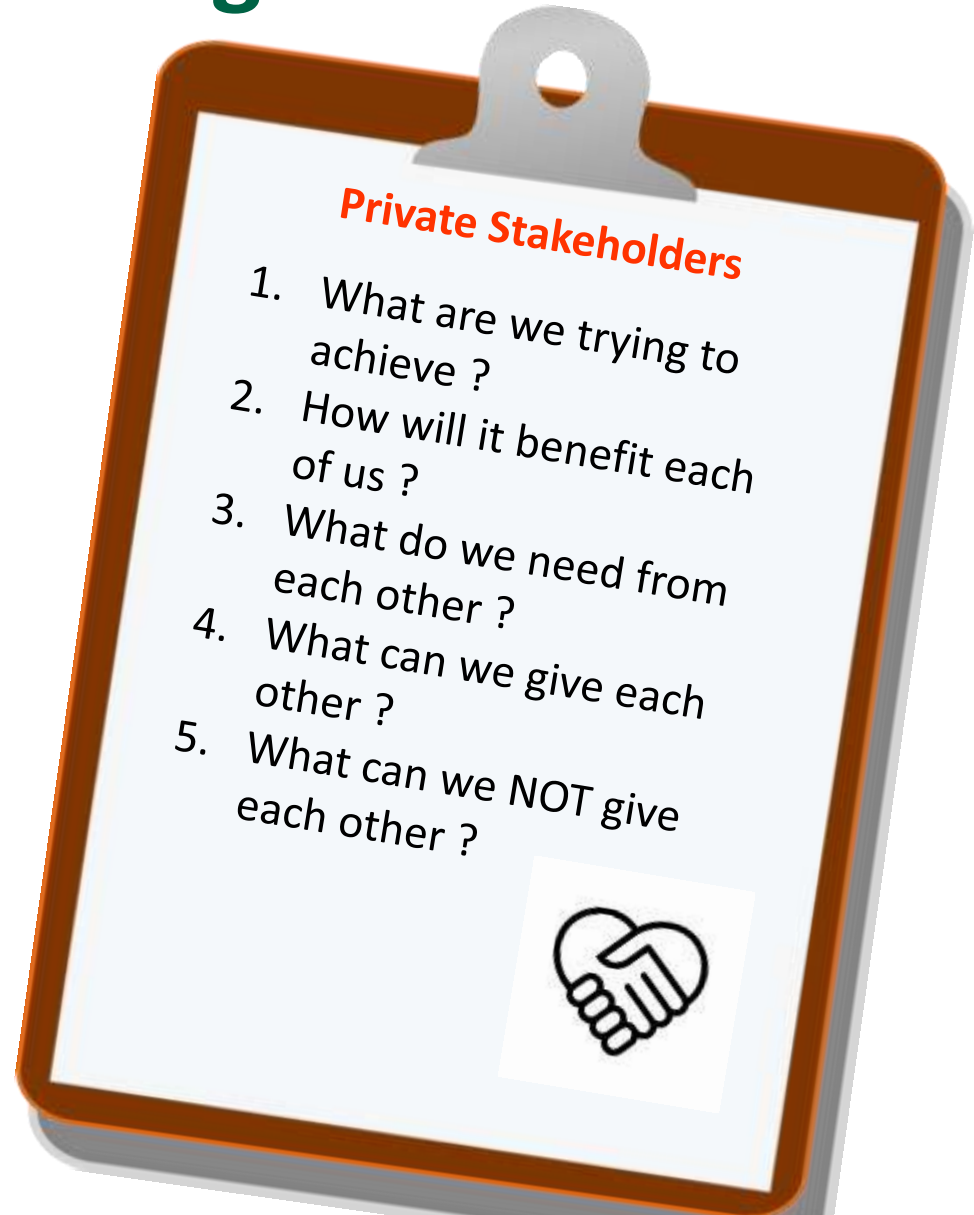 g
Private Stakeholders
1. What are we trying to
achieve ?
2. How will it benefit each
of us ?
3. What do we need from
each other ?
4. What can we give each
other ?
5. What can we NOT give
each other ?